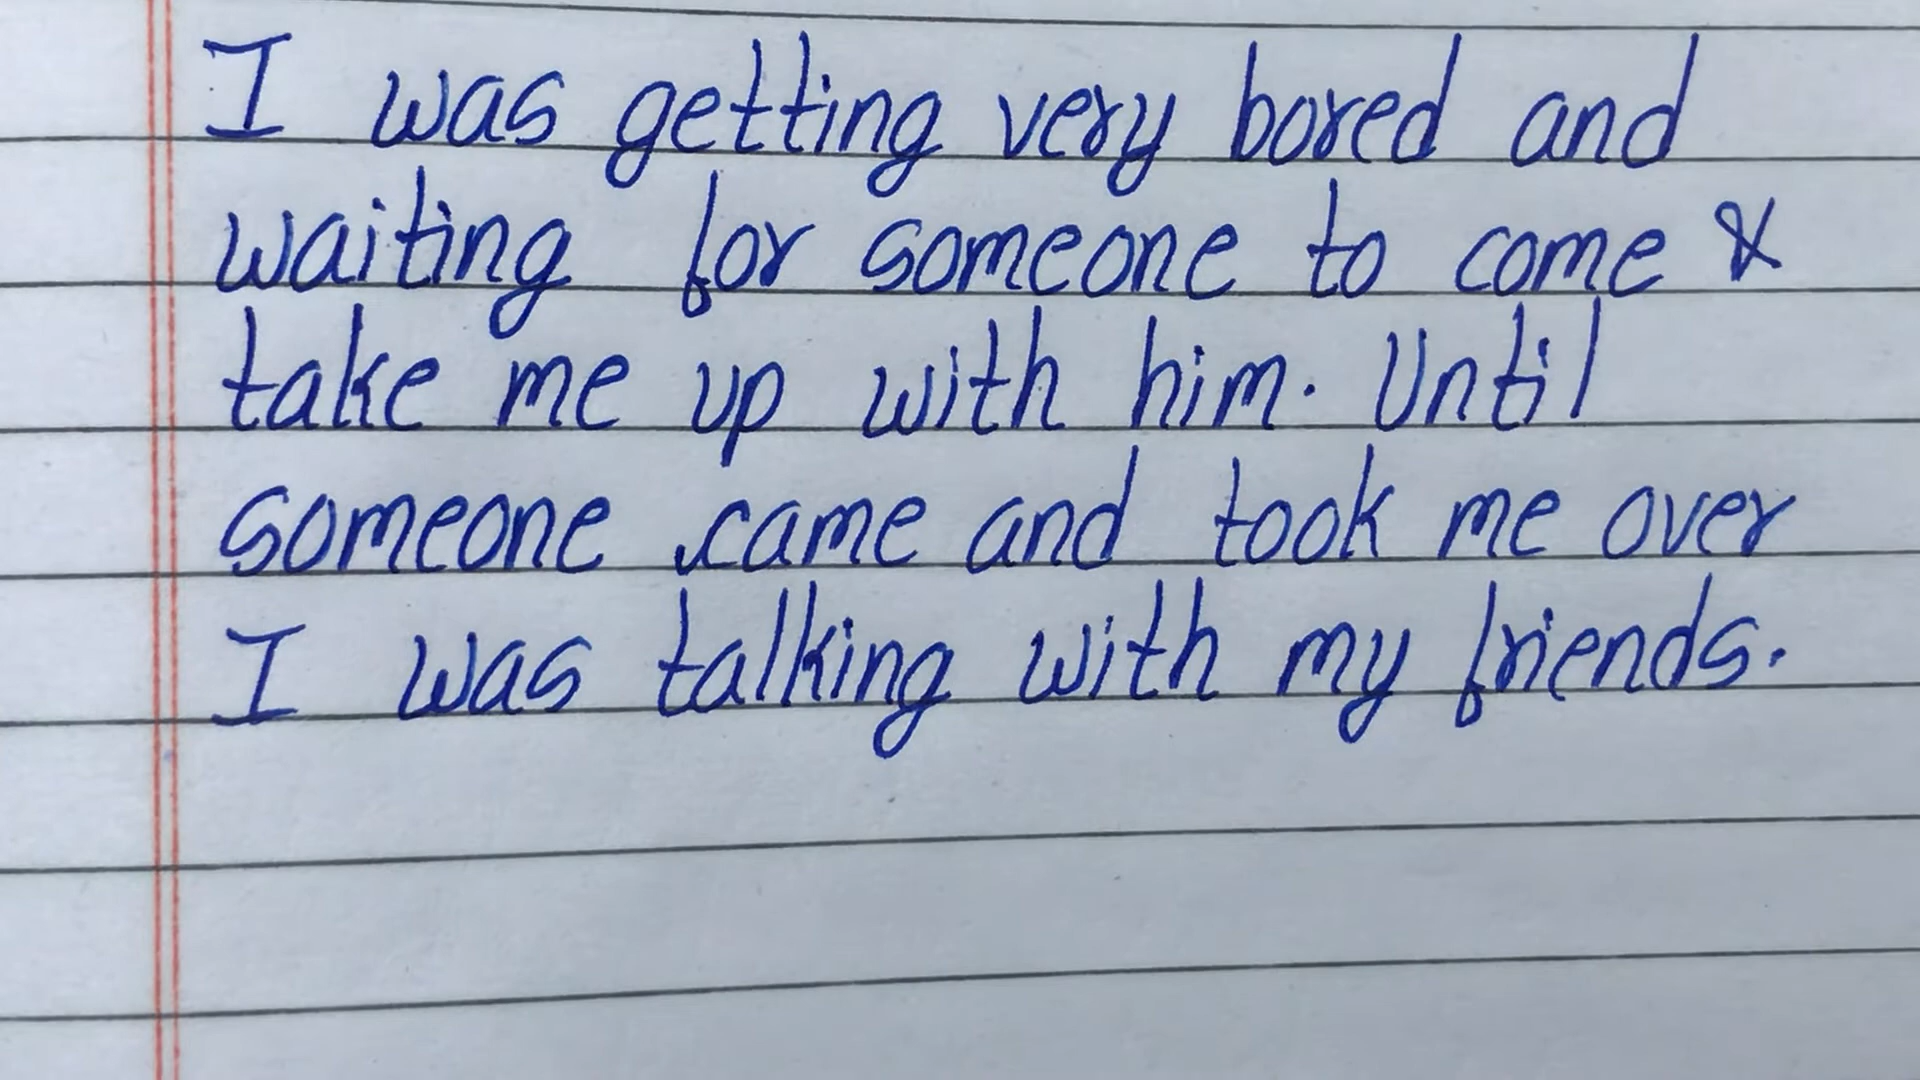 I was getting very bored and
waiting for someone to come &
take me up with him. Until
someone came and took me over
I was talking with my friends.